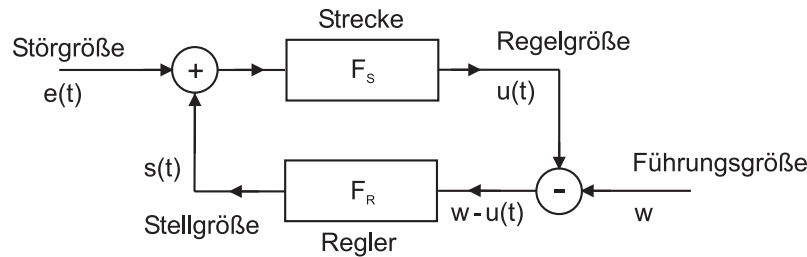 Strecke
Störgröße
Regelgröße
+
F_S
e(t)
u(t)
s(t)
Führungsgröße
F_R
-
Stellgröße
w - u(t)
w
Regler